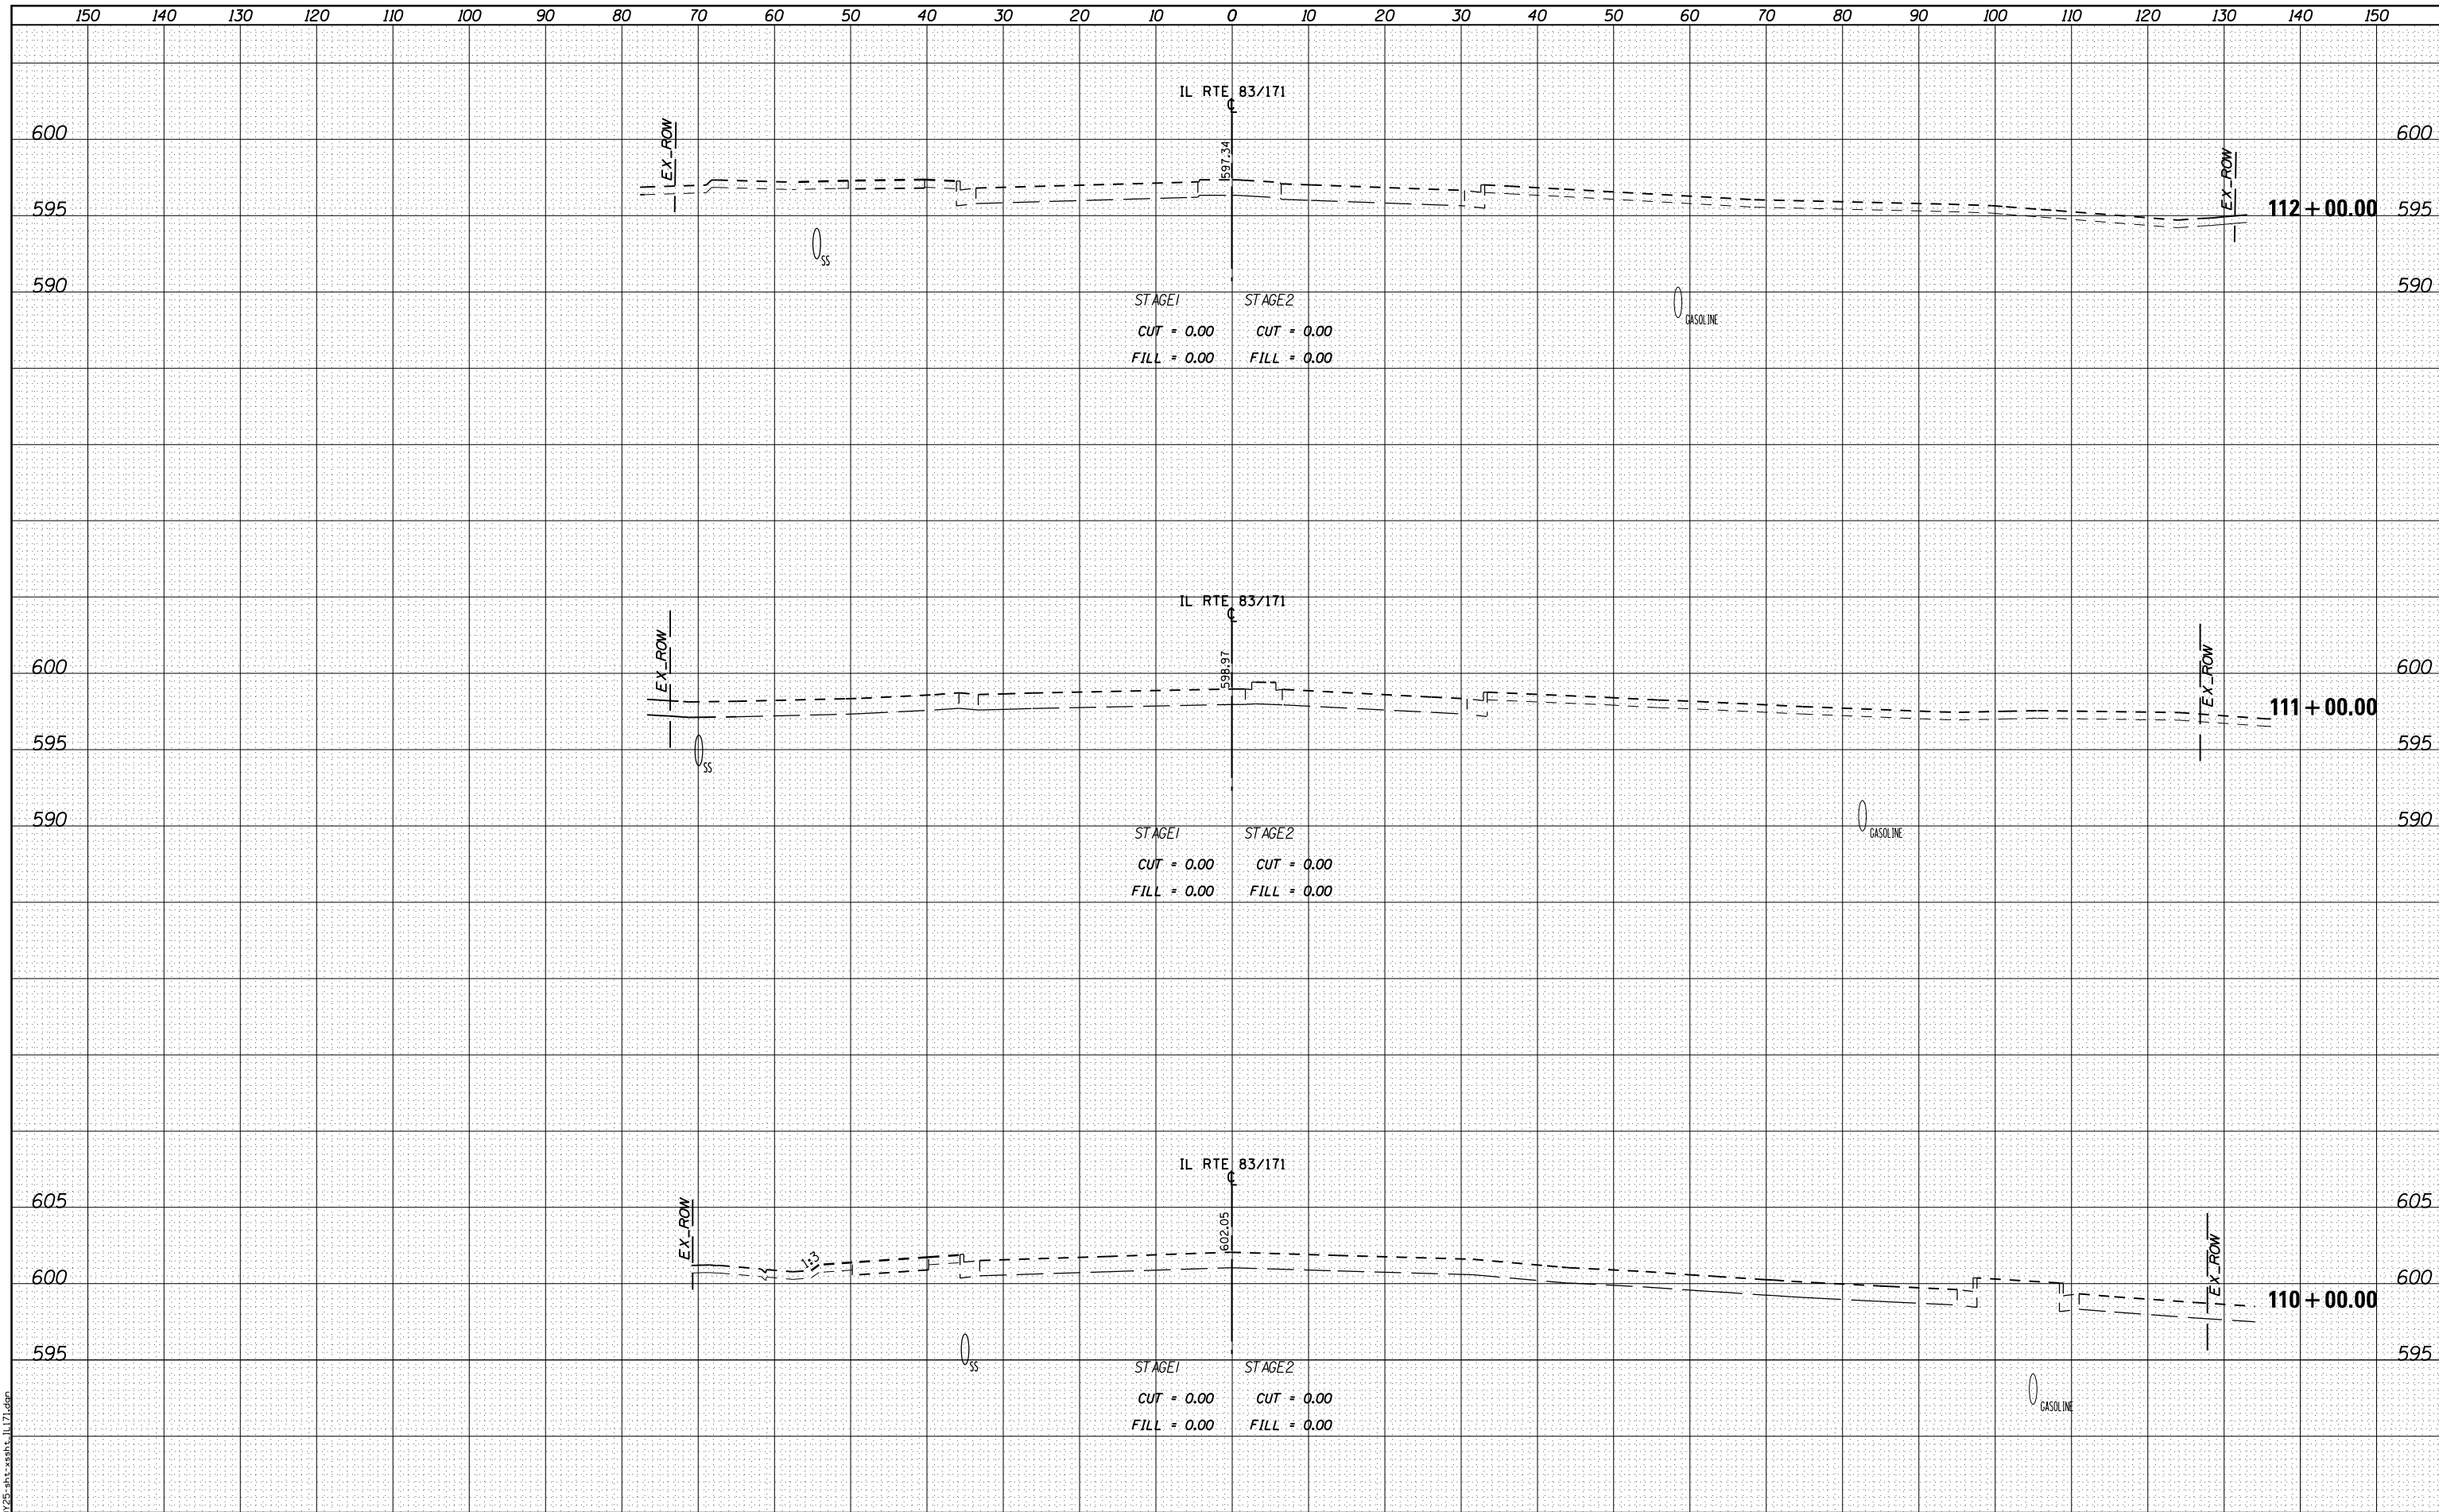 150 140 130 120 110 100 90 80 70 60 50 40 30 20 10 0 10 20 30 40 50 60 70 80 90 100 110 120 130 140 150
IL RTE 83/171
℄
600 EX_ROW 597.34 EX_ROW 600
595 112+00.00 595
SS
590 590
STAGE1 STAGE2
GASOLINE
CUT = 0.00 CUT = 0.00
FILL = 0.00 FILL = 0.00
IL RTE 83/171
℄
600 EX_ROW 598.97 EX_ROW 600
111+00.00
595 595
SS
590 590
STAGE1 STAGE2
GASOLINE
CUT = 0.00 CUT = 0.00
FILL = 0.00 FILL = 0.00
IL RTE 83/171
℄
605 EX_ROW 602.05 605
1:3 EX_ROW
600 600
110+00.00
595 595
SS
STAGE1 STAGE2
CUT = 0.00 CUT = 0.00
GASOLINE
FILL = 0.00 FILL = 0.00